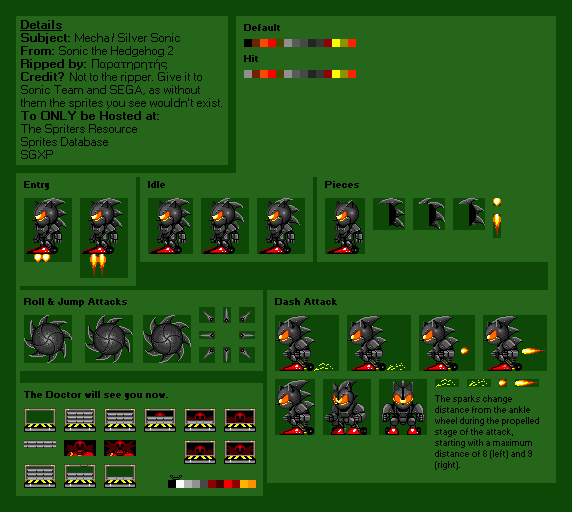 Details
Subject: Mecha/ Silver Sonic
From: Sonic the Hedgehog 2
Ripped by: Παρατηρητής
Credit? Not to the ripper. Give it to
Sonic Team and SEGA, as without
them the sprites you see wouldn't exist.
To ONLY be Hosted at:
The Spriters Resource
Sprites Database
SGXP
Default
Hit
Entry
Idle
Pieces
Roll & Jump Attacks
Dash Attack
The Doctor will see you now.
The sparks change
distance from the ankle
wheel during the propelled
stage of the attack,
starting with a maximum
distance of 8 (left) and 9
(right).